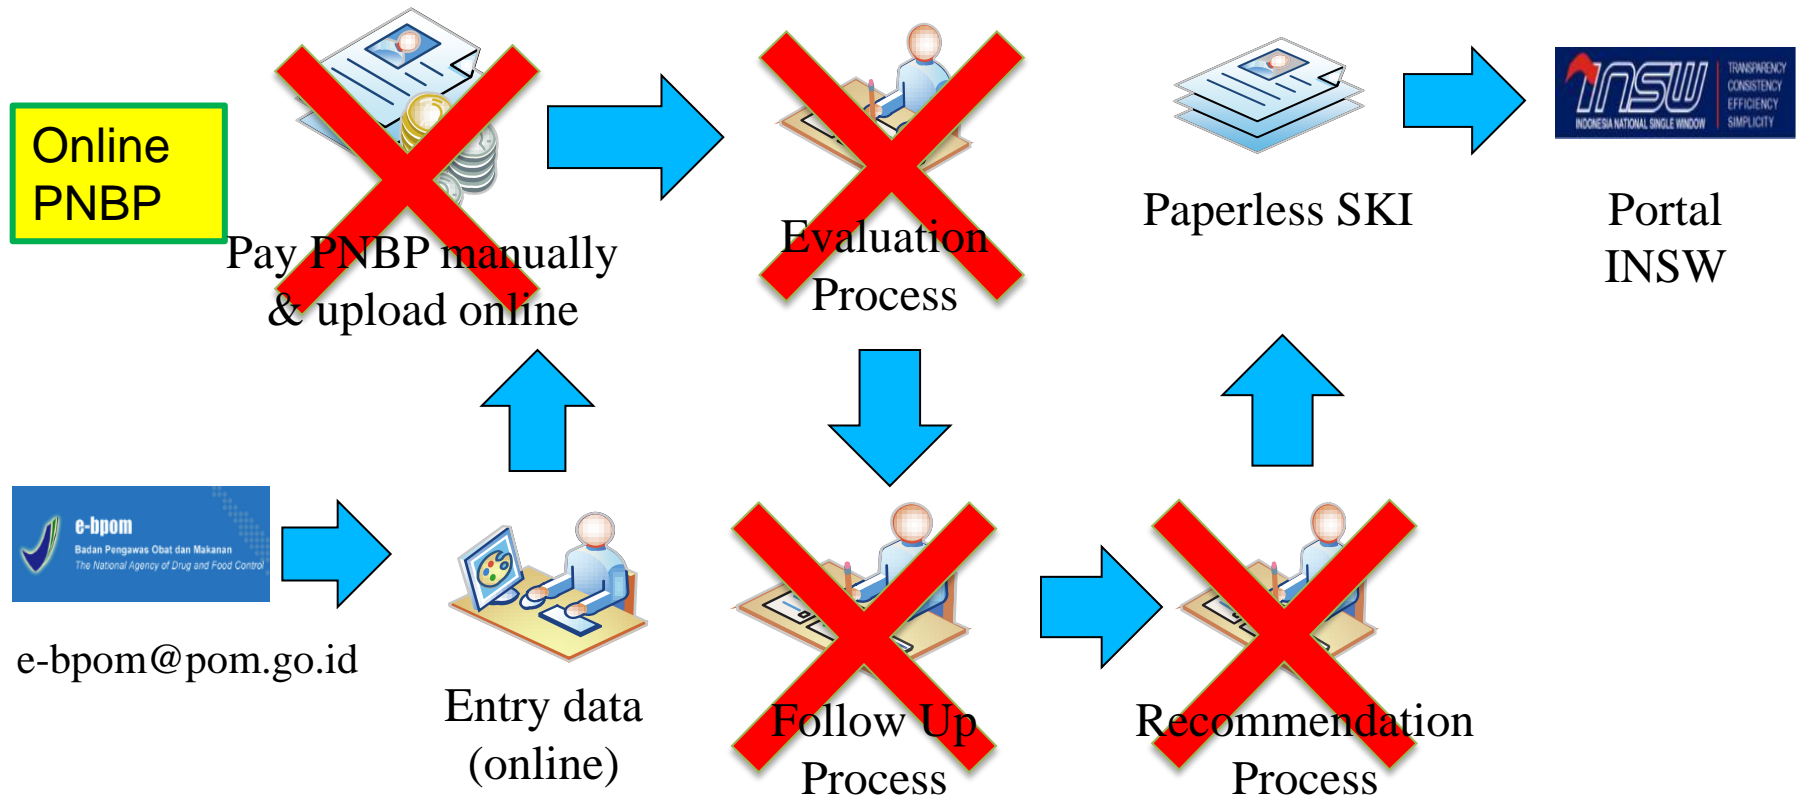 Online
PNBP
Pay PNBP manually
& upload online
Evaluation
Process
Paperless SKI
INSW
INDONESIA NATIONAL SINGLE WINDOW
TRANSPARENCY
CONSISTENCY
EFFICIENCY
SIMPLICITY
Portal
INSW
e-bpom
Badan Pengawas Obat dan Makanan
The National Agency of Drug and Food Control
e-bpom@pom.go.id
Entry data
(online)
Follow Up
Process
Recommendation
Process